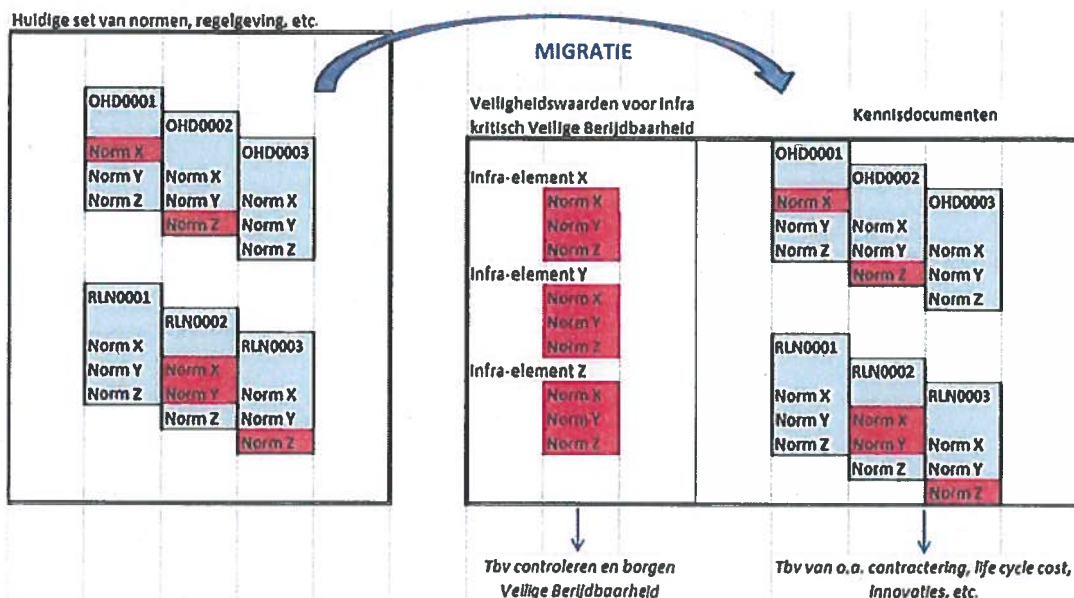 Huidige set van normen, regelgeving, etc.
MIGRATIE
OHD0001
Norm X
Norm Y
Norm Z
OHD0002
Norm X
Norm Y
Norm Z
OHD0003
Norm X
Norm Y
Norm Z
RLN0001
Norm X
Norm Y
Norm Z
RLN0002
Norm X
Norm Y
Norm Z
RLN0003
Norm X
Norm Y
Norm Z
Veiligheidswaarden voor Infra
kritisch Veilige Berijdbaarheid
Infra-element X
Norm X
Norm Y
Norm Z
Infra-element Y
Norm X
Norm Y
Norm Z
Infra-element Z
Norm X
Norm Y
Norm Z
Tbv controleren en borgen
Veilige Berijdbaarheid
Kennisdocumenten
OHD0001
Norm X
Norm Y
Norm Z
OHD0002
Norm X
Norm Y
Norm Z
OHD0003
Norm X
Norm Y
Norm Z
RLN0001
Norm X
Norm Y
Norm Z
RLN0002
Norm X
Norm Y
Norm Z
RLN0003
Norm X
Norm Y
Norm Z
Tbv van o.a. contractering, life cycle cost,
innovaties, etc.